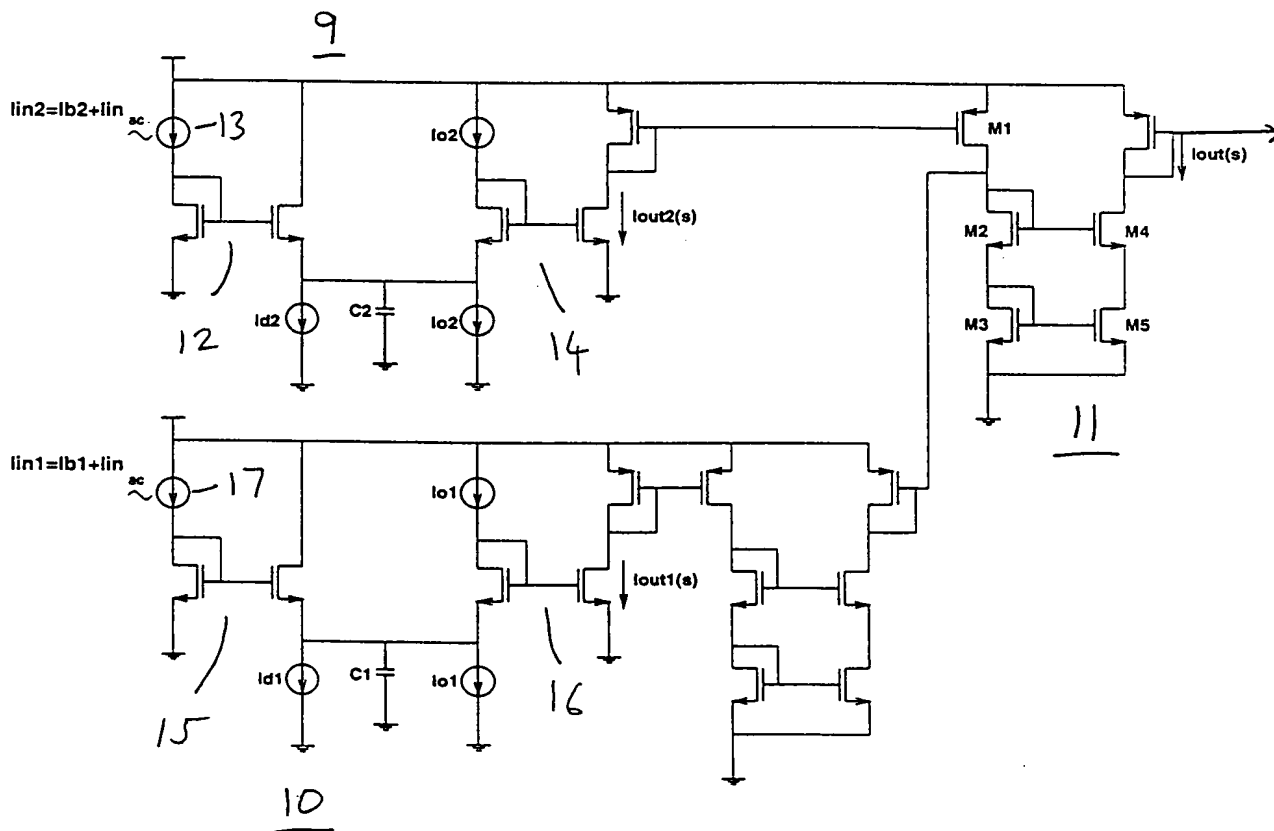 9
Iin2=Ib2+Iin
ac
~
13
Io2
M1
Iout(s)
Iout2(s)
M2
M4
12
Id2
C2
Io2
14
M3
M5
11
Iin1=Ib1+Iin
ac
~
17
Io1
Iout1(s)
15
Id1
C1
Io1
16
10